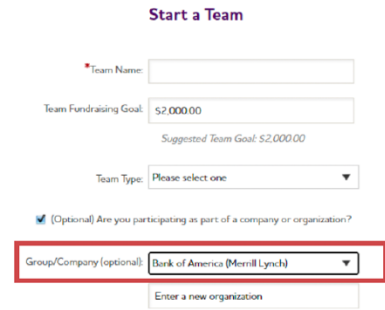 Start a Team
*Team Name:
Team Fundraising Goal: $2,000.00
Suggested Team Goal: $2,000.00
Team Type: Please select one
(Optional) Are you participating as part of a company or organization?
Group/Company (optional): Bank of America (Merrill Lynch)
Enter a new organization